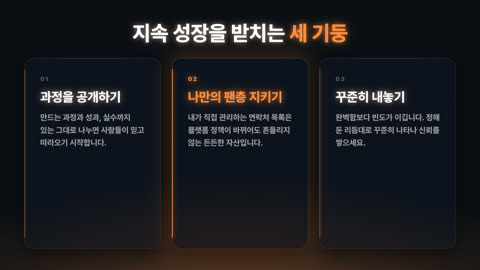 지속 성장을 받치는 세 기둥
01
과정을 공개하기
만드는 과정과 성과, 실수까지
있는 그대로 나누면 사람들이 믿고
따라오기 시작합니다.
02
나만의 팬층 지키기
내가 직접 관리하는 연락처 목록은
플랫폼 정책이 바뀌어도 흔들리지
않는 든든한 자산입니다.
03
꾸준히 내놓기
완벽함보다 빈도가 이깁니다. 정해
둔 리듬대로 꾸준히 나타나 신뢰를
쌓으세요.